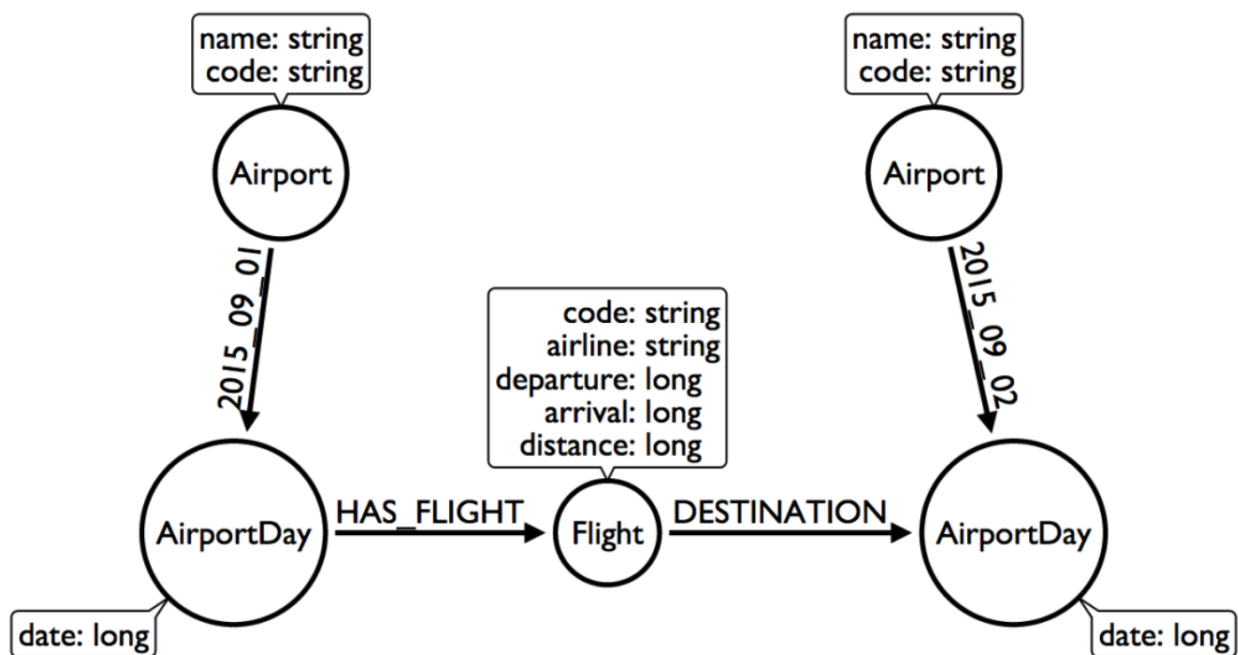 name: string
code: string
name: string
code: string
Airport
Airport
2015_09_01
2015_09_02
code: string
airline: string
departure: long
arrival: long
distance: long
AirportDay
HAS_FLIGHT
Flight
DESTINATION
AirportDay
date: long
date: long